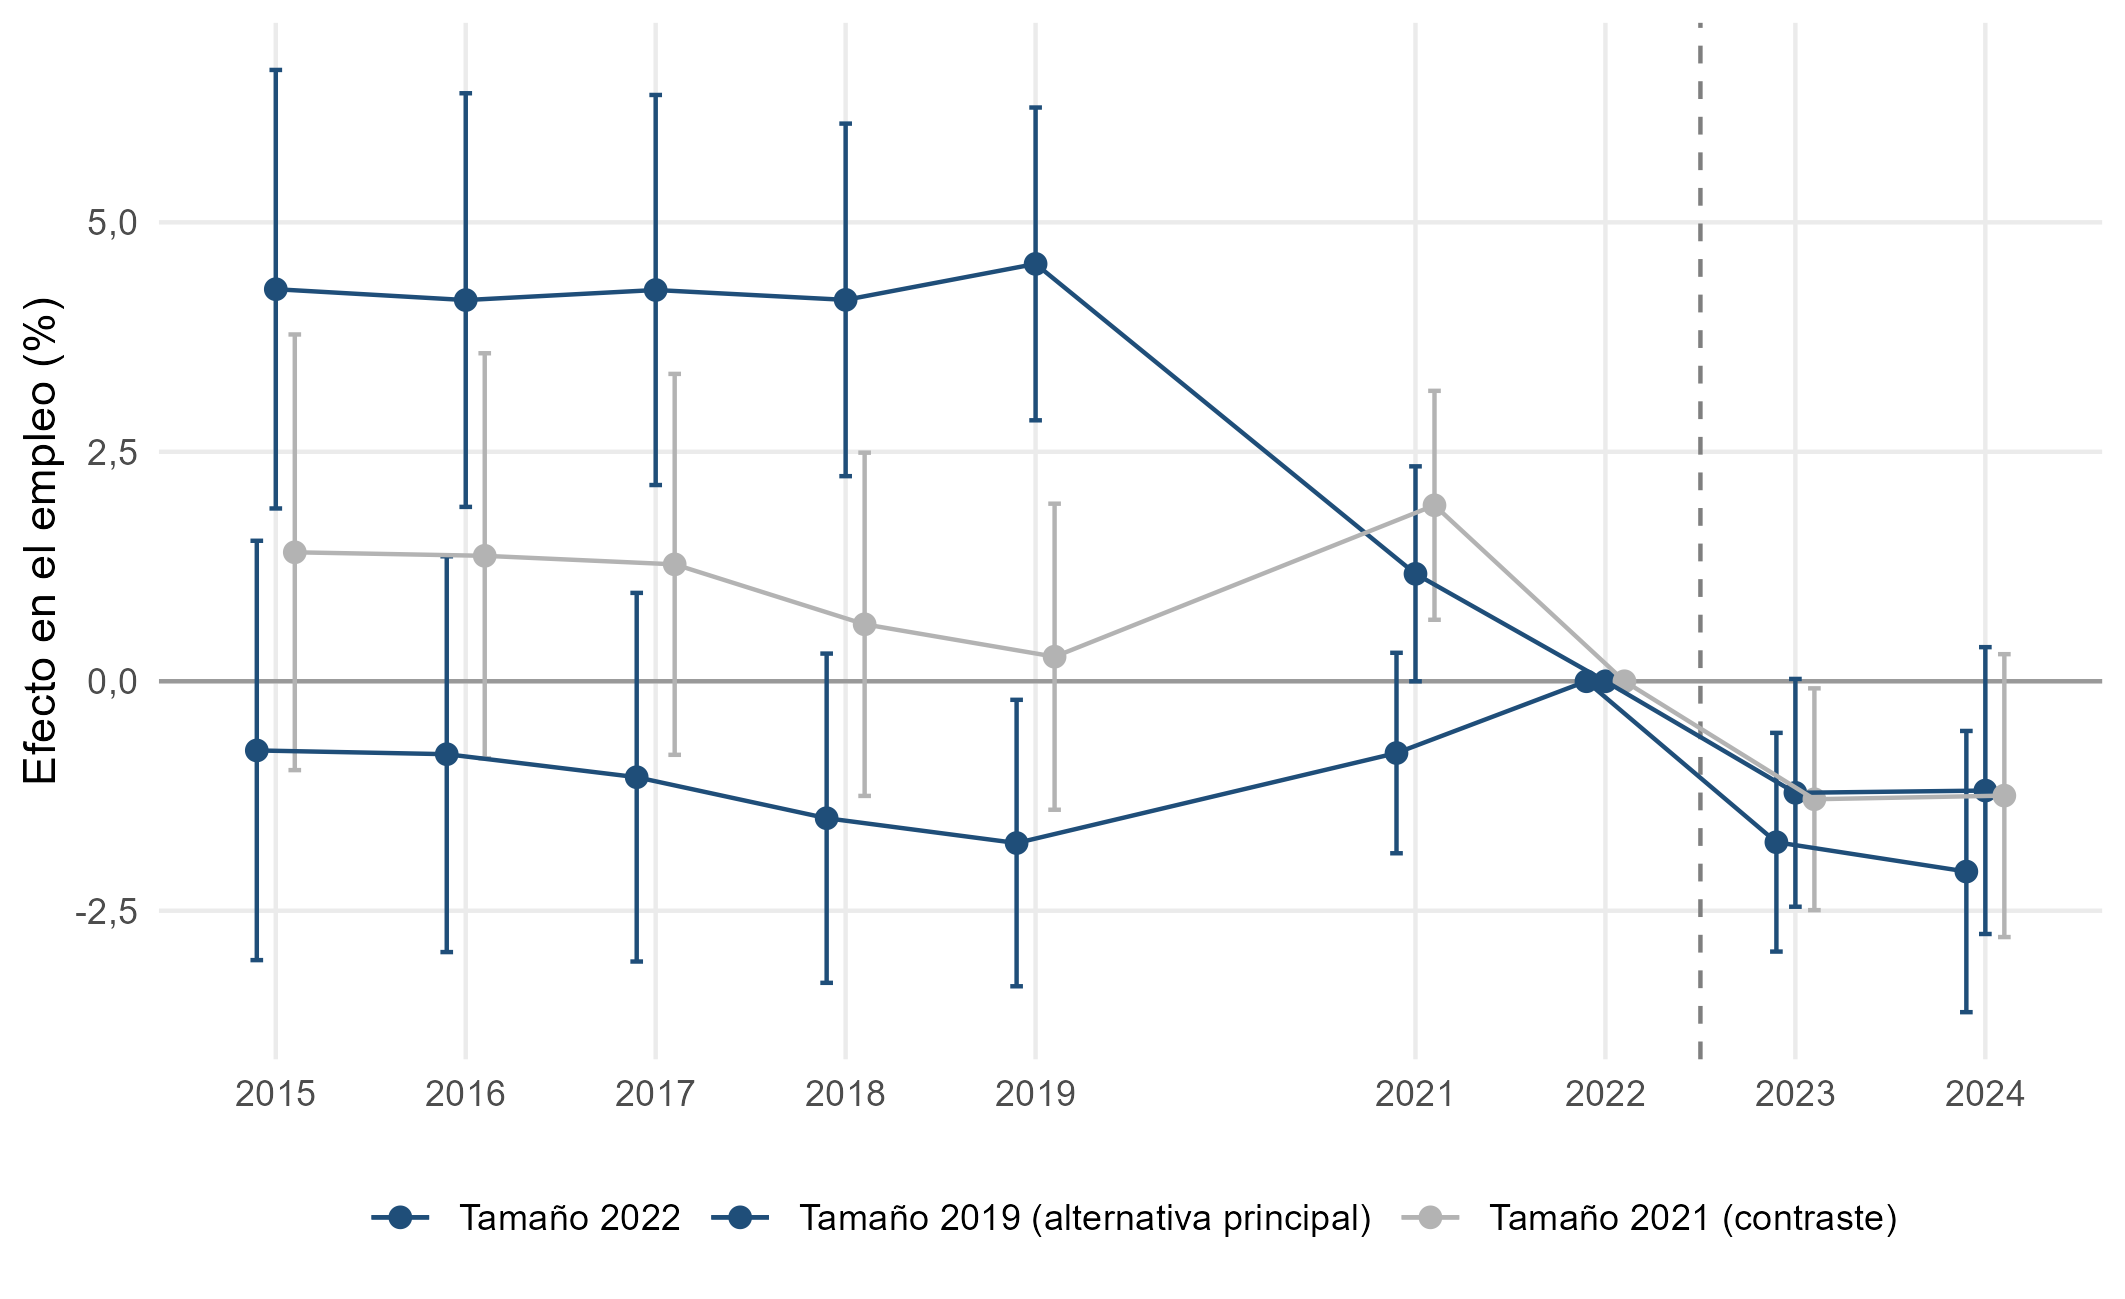 Efecto en el empleo (%)
5,0
2,5
0,0
-2,5
2015 2016 2017 2018 2019 2021 2022 2023 2024
Tamaño 2022 Tamaño 2019 (alternativa principal) Tamaño 2021 (contraste)